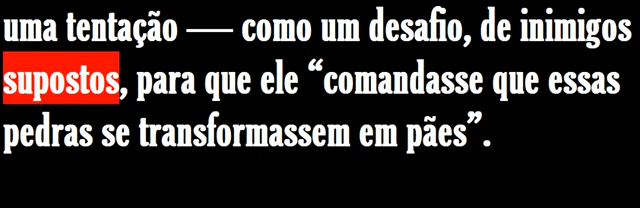 uma tentação — como um desafio, de inimigos
supostos, para que ele “comandasse que essas
pedras se transformassem em pães”.